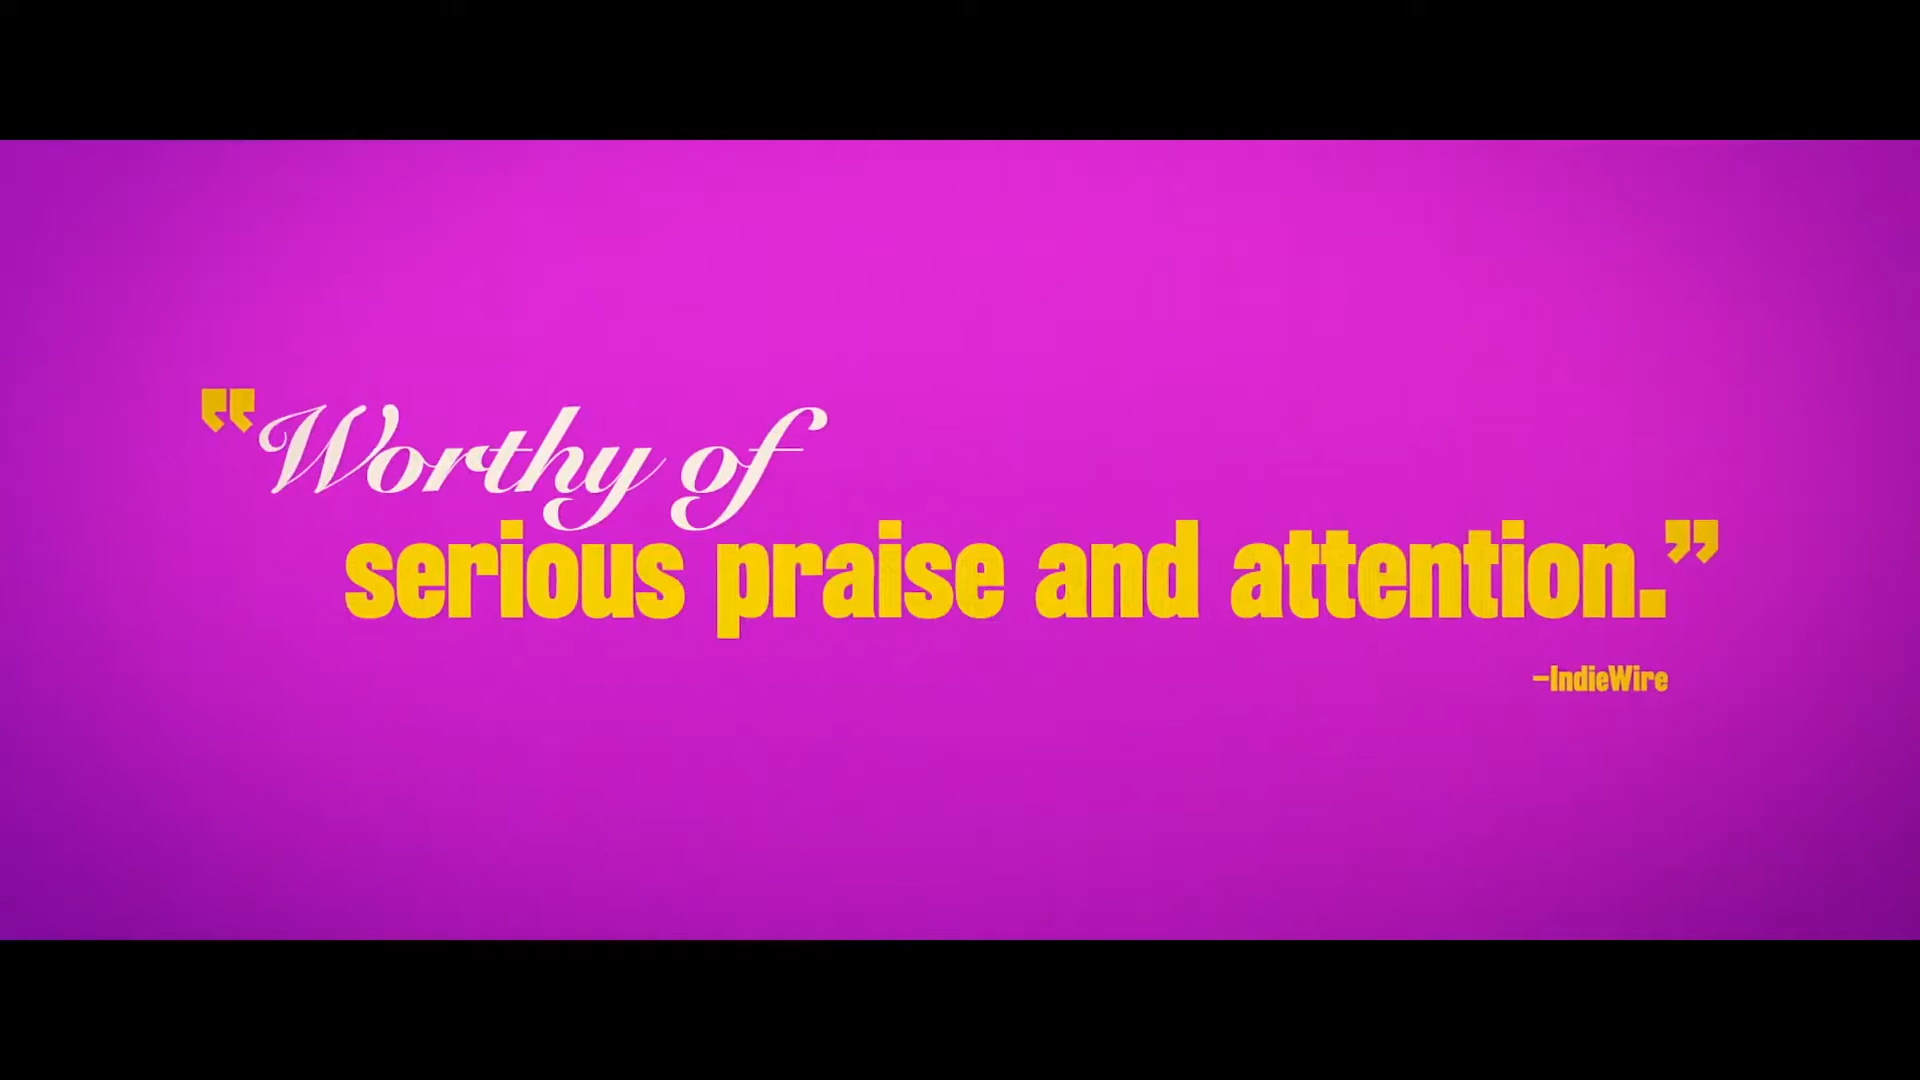 “Worthy of
serious praise and attention.”
–IndieWire